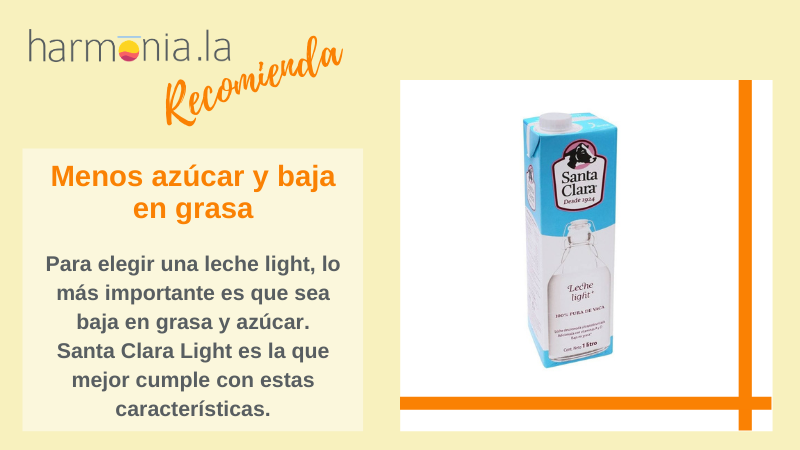 harmonia.la
Recomienda
Menos azúcar y baja
en grasa
Para elegir una leche light, lo
más importante es que sea
baja en grasa y azúcar.
Santa Clara Light es la que
mejor cumple con estas
características.
Santa
Clara
Desde 1924
Leche
light
100% PURA DE VACA
Cont. Neto 1 litro